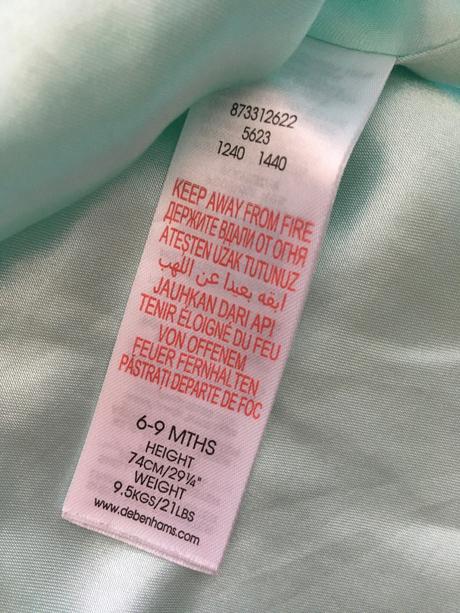 873312622
5623
1240 1440
KEEP AWAY FROM FIRE
ДЕРЖИТЕ ВДАЛИ ОТ ОГНЯ
ATEŞTEN UZAK TUTUNUZ
ابقه بعيدا عن اللهب
JAUHKAN DARI API
TENIR ÉLOIGNÉ DU FEU
VON OFFENEM
FEUER FERNHALTEN
PĂSTRATI DEPARTE DE FOC
6-9 MTHS
HEIGHT
74CM/29¼"
WEIGHT
9.5KGS/21LBS
www.debenhams.com